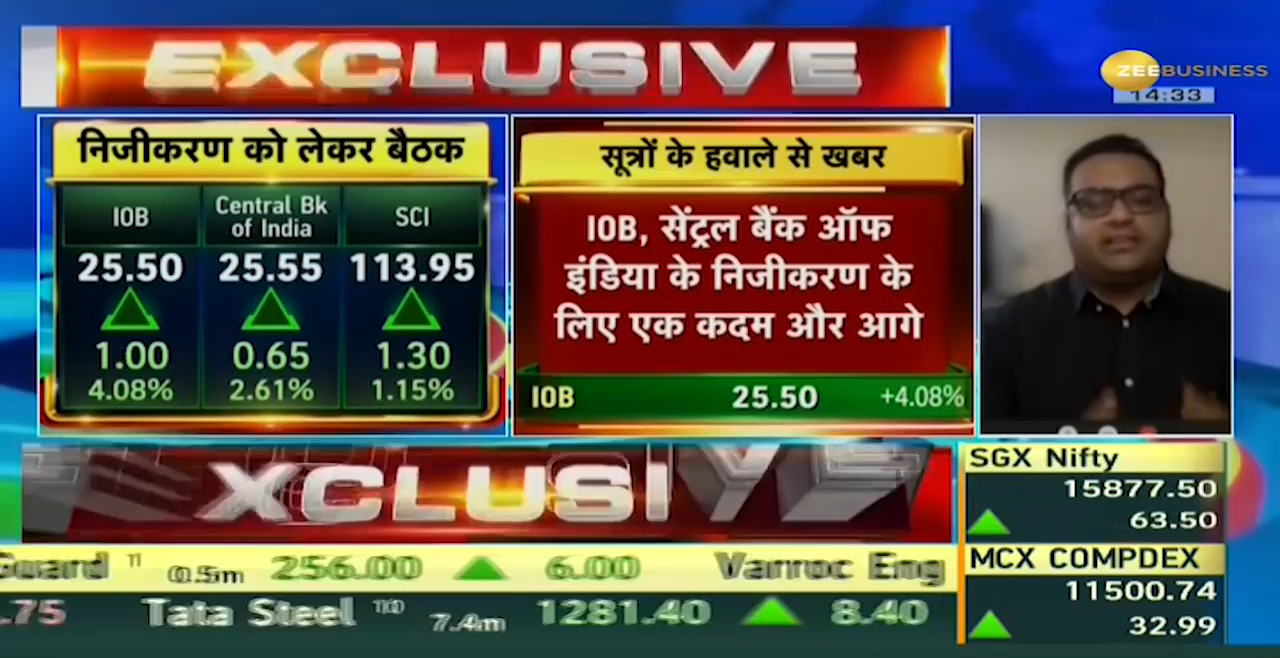 EXCLUSIVE
ZEEBUSINESS
14:33
निजीकरण को लेकर बैठक
IOB
25.50
1.00
4.08%
Central Bk
of India
25.55
0.65
2.61%
SCI
113.95
1.30
1.15%
सूत्रों के हवाले से खबर
IOB, सेंट्रल बैंक ऑफ
इंडिया के निजीकरण के
लिए एक कदम और आगे
IOB 25.50 +4.08%
XCLUSIVE
SGX Nifty
15877.50
63.50
MCX COMPDEX
11500.74
32.99
Guard 0.5m 256.00 6.00 Varroc Eng
.75 Tata Steel 7.4m 1281.40 8.40